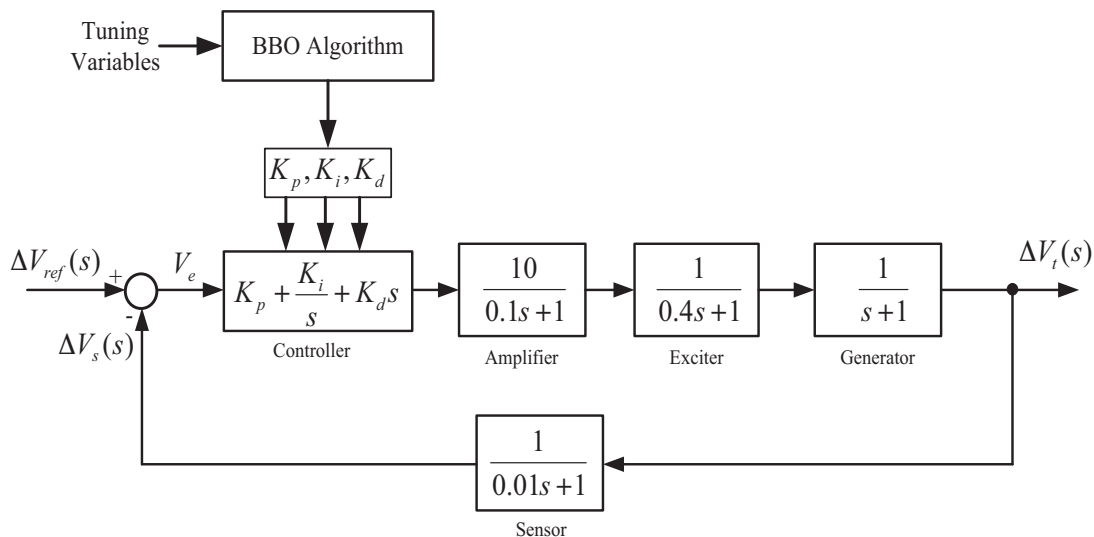 Tuning
Variables
BBO Algorithm
K_p, K_i, K_d
ΔV_ref(s)
+
-
V_e
K_p + K_i/s + K_d s
10/(0.1s+1)
1/(0.4s+1)
1/(s+1)
ΔV_t(s)
ΔV_s(s)
Controller
Amplifier
Exciter
Generator
1/(0.01s+1)
Sensor